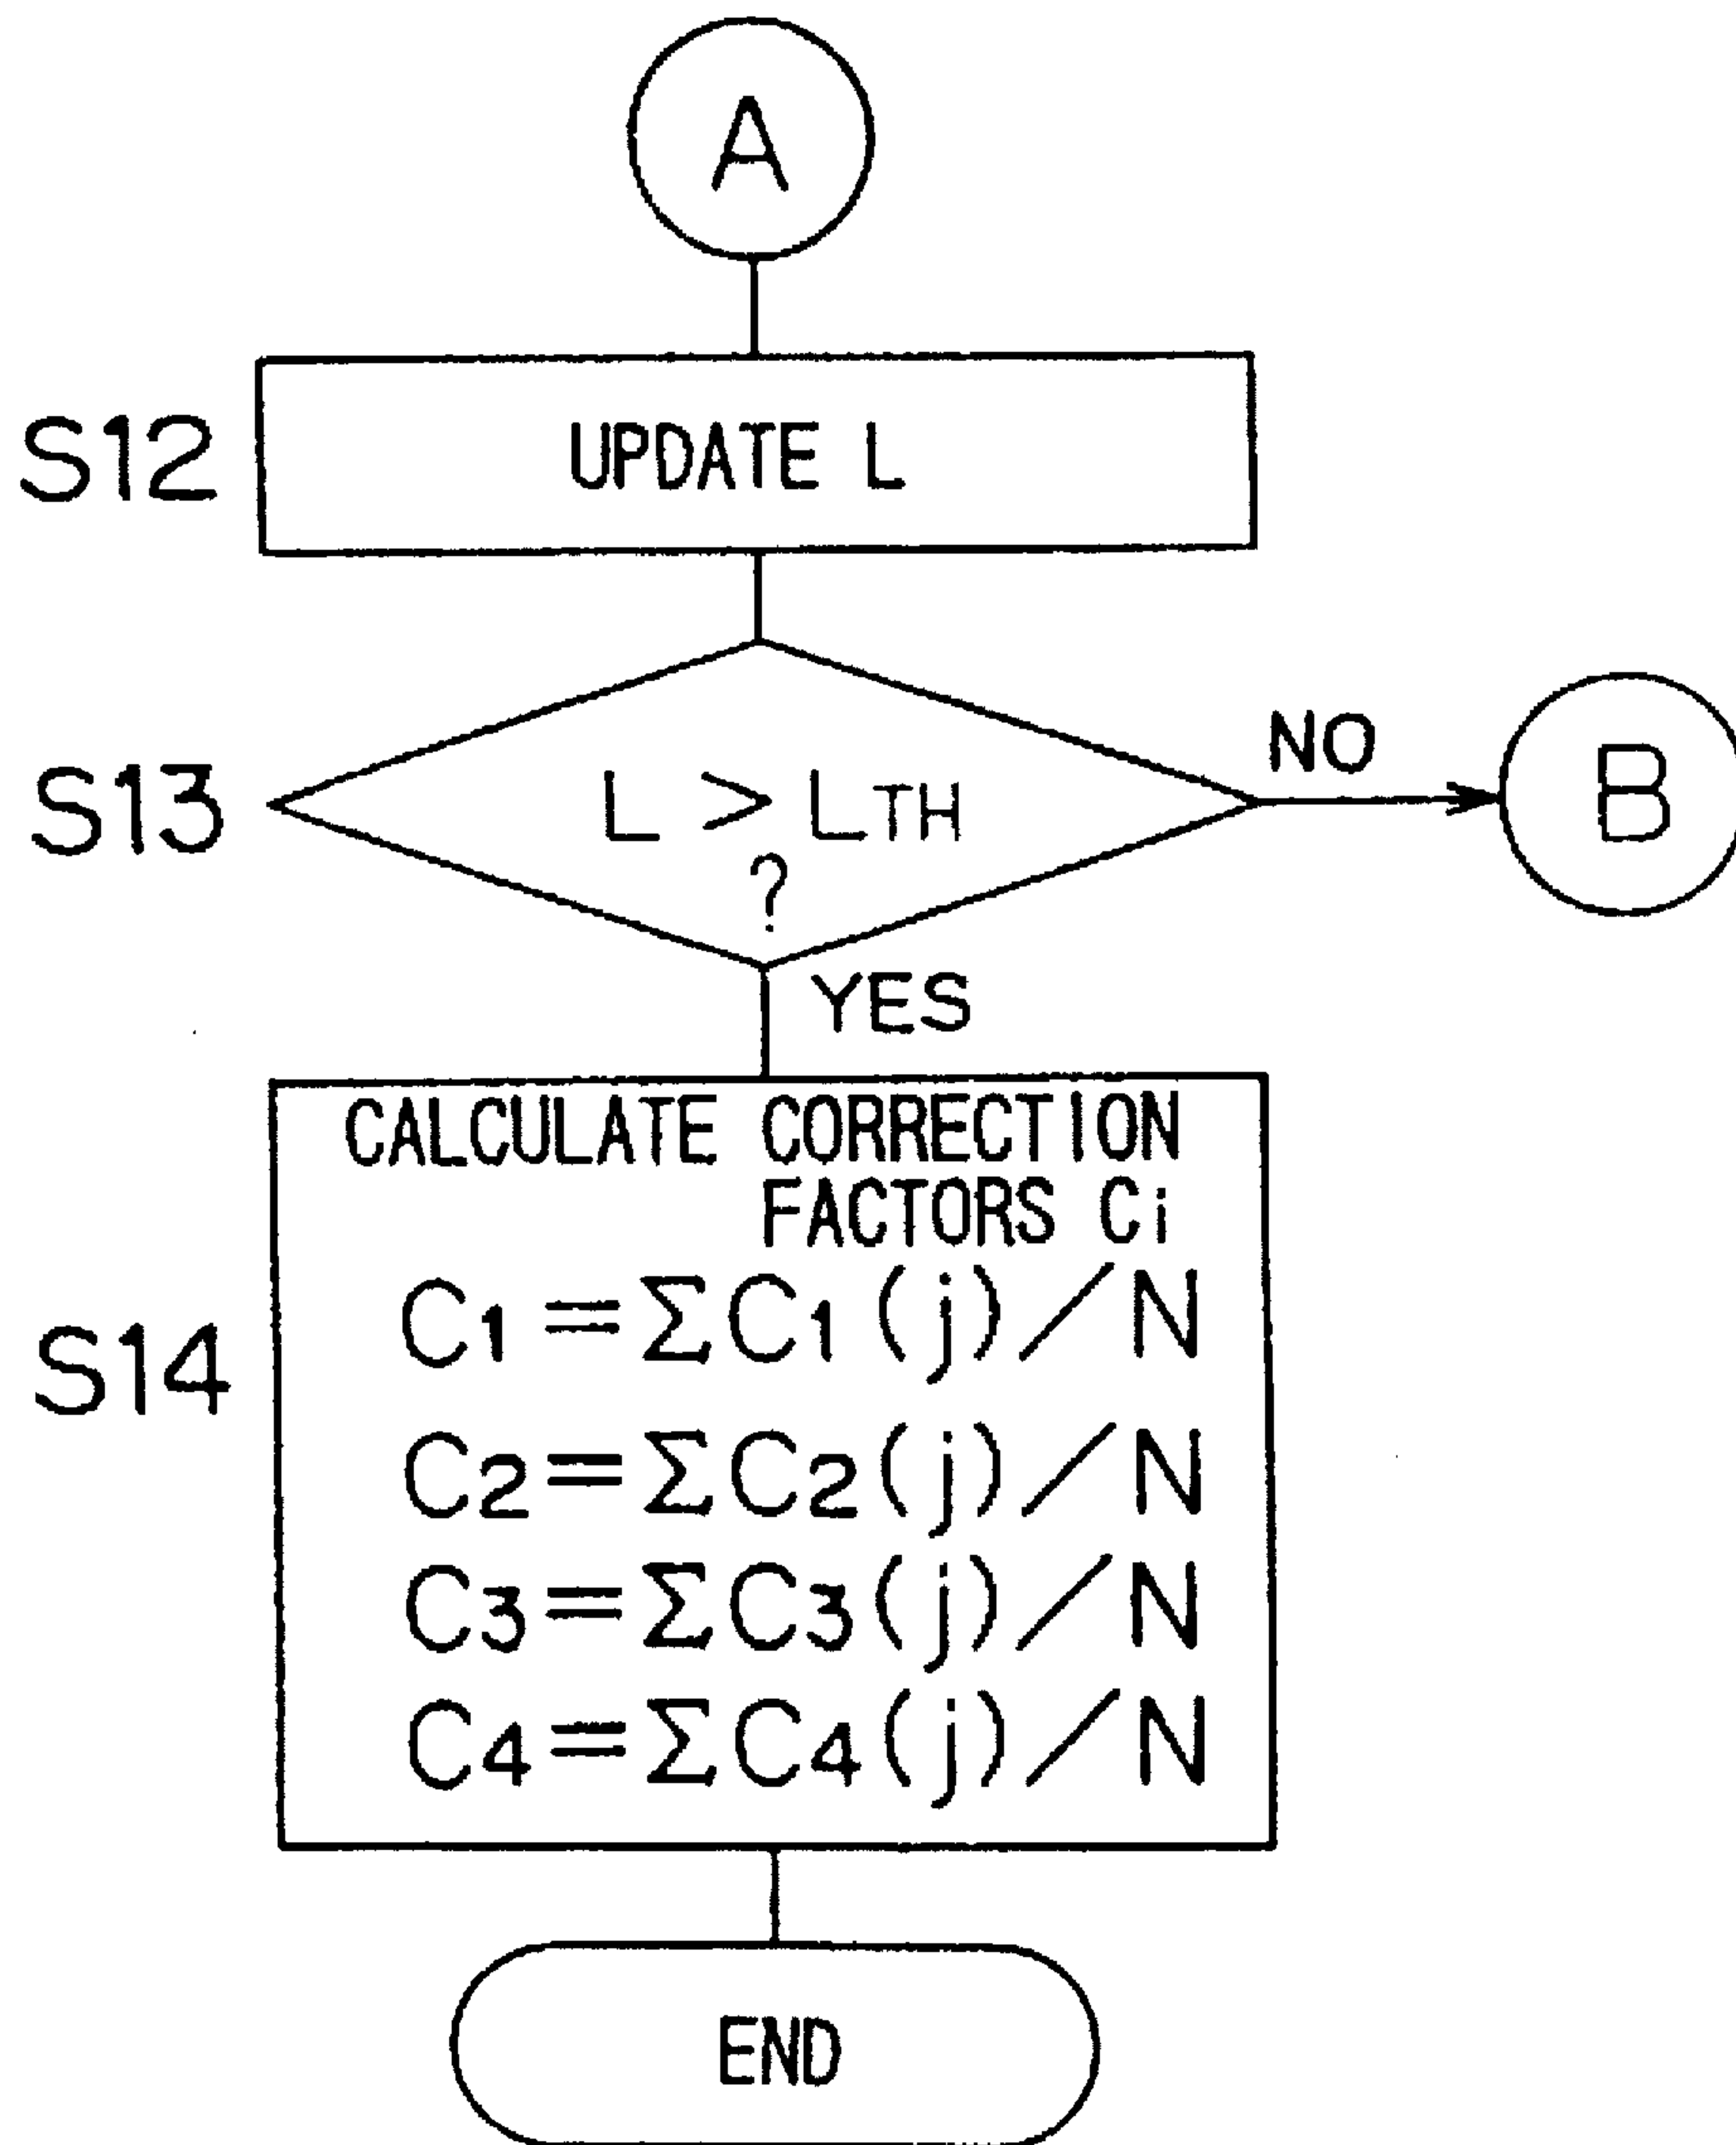 A
S12
UPDATE L
S13
L > LTH
?
NO
B
YES
S14
CALCULATE CORRECTION
FACTORS Ci
C1=ΣC1(j)/N
C2=ΣC2(j)/N
C3=ΣC3(j)/N
C4=ΣC4(j)/N
END